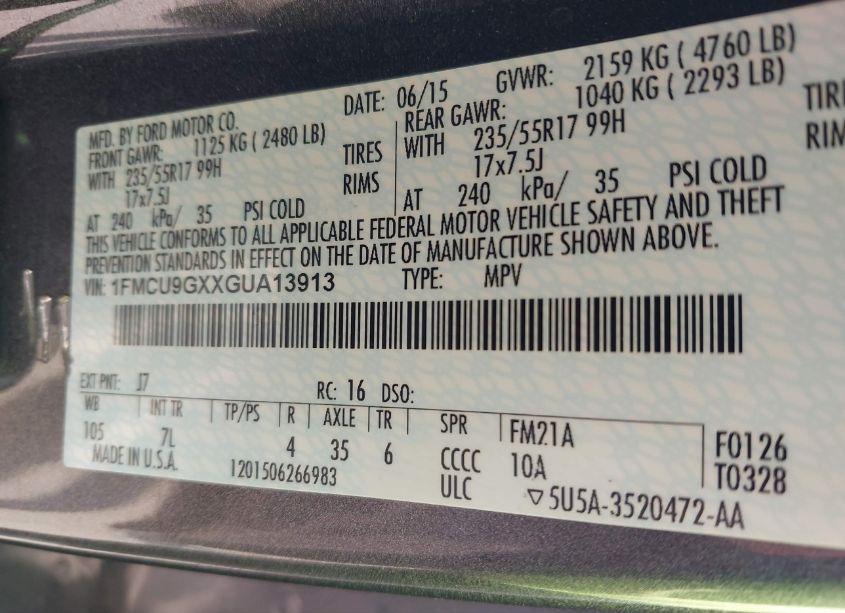 MFD. BY FORD MOTOR CO. DATE: 06/15 GVWR: 2159 KG ( 4760 LB)
FRONT GAWR: 1125 KG ( 2480 LB) REAR GAWR: 1040 KG ( 2293 LB)
WITH 235/55R17 99H TIRES WITH 235/55R17 99H TIRE
17x7.5J RIMS 17x7.5J RIMS
AT 240 kPa/ 35 PSI COLD AT 240 kPa/ 35 PSI COLD
THIS VEHICLE CONFORMS TO ALL APPLICABLE FEDERAL MOTOR VEHICLE SAFETY AND THEFT
PREVENTION STANDARDS IN EFFECT ON THE DATE OF MANUFACTURE SHOWN ABOVE.
VIN: 1FMCU9GXXGUA13913 TYPE: MPV
EXT PNT: J7 RC: 16 DSO:
WB INT TR TP/PS R AXLE TR SPR FM21A F0126
105 7L 4 35 6 CCCC 10A T0328
MADE IN U.S.A. 1201506266983 ULC ▽5U5A-3520472-AA